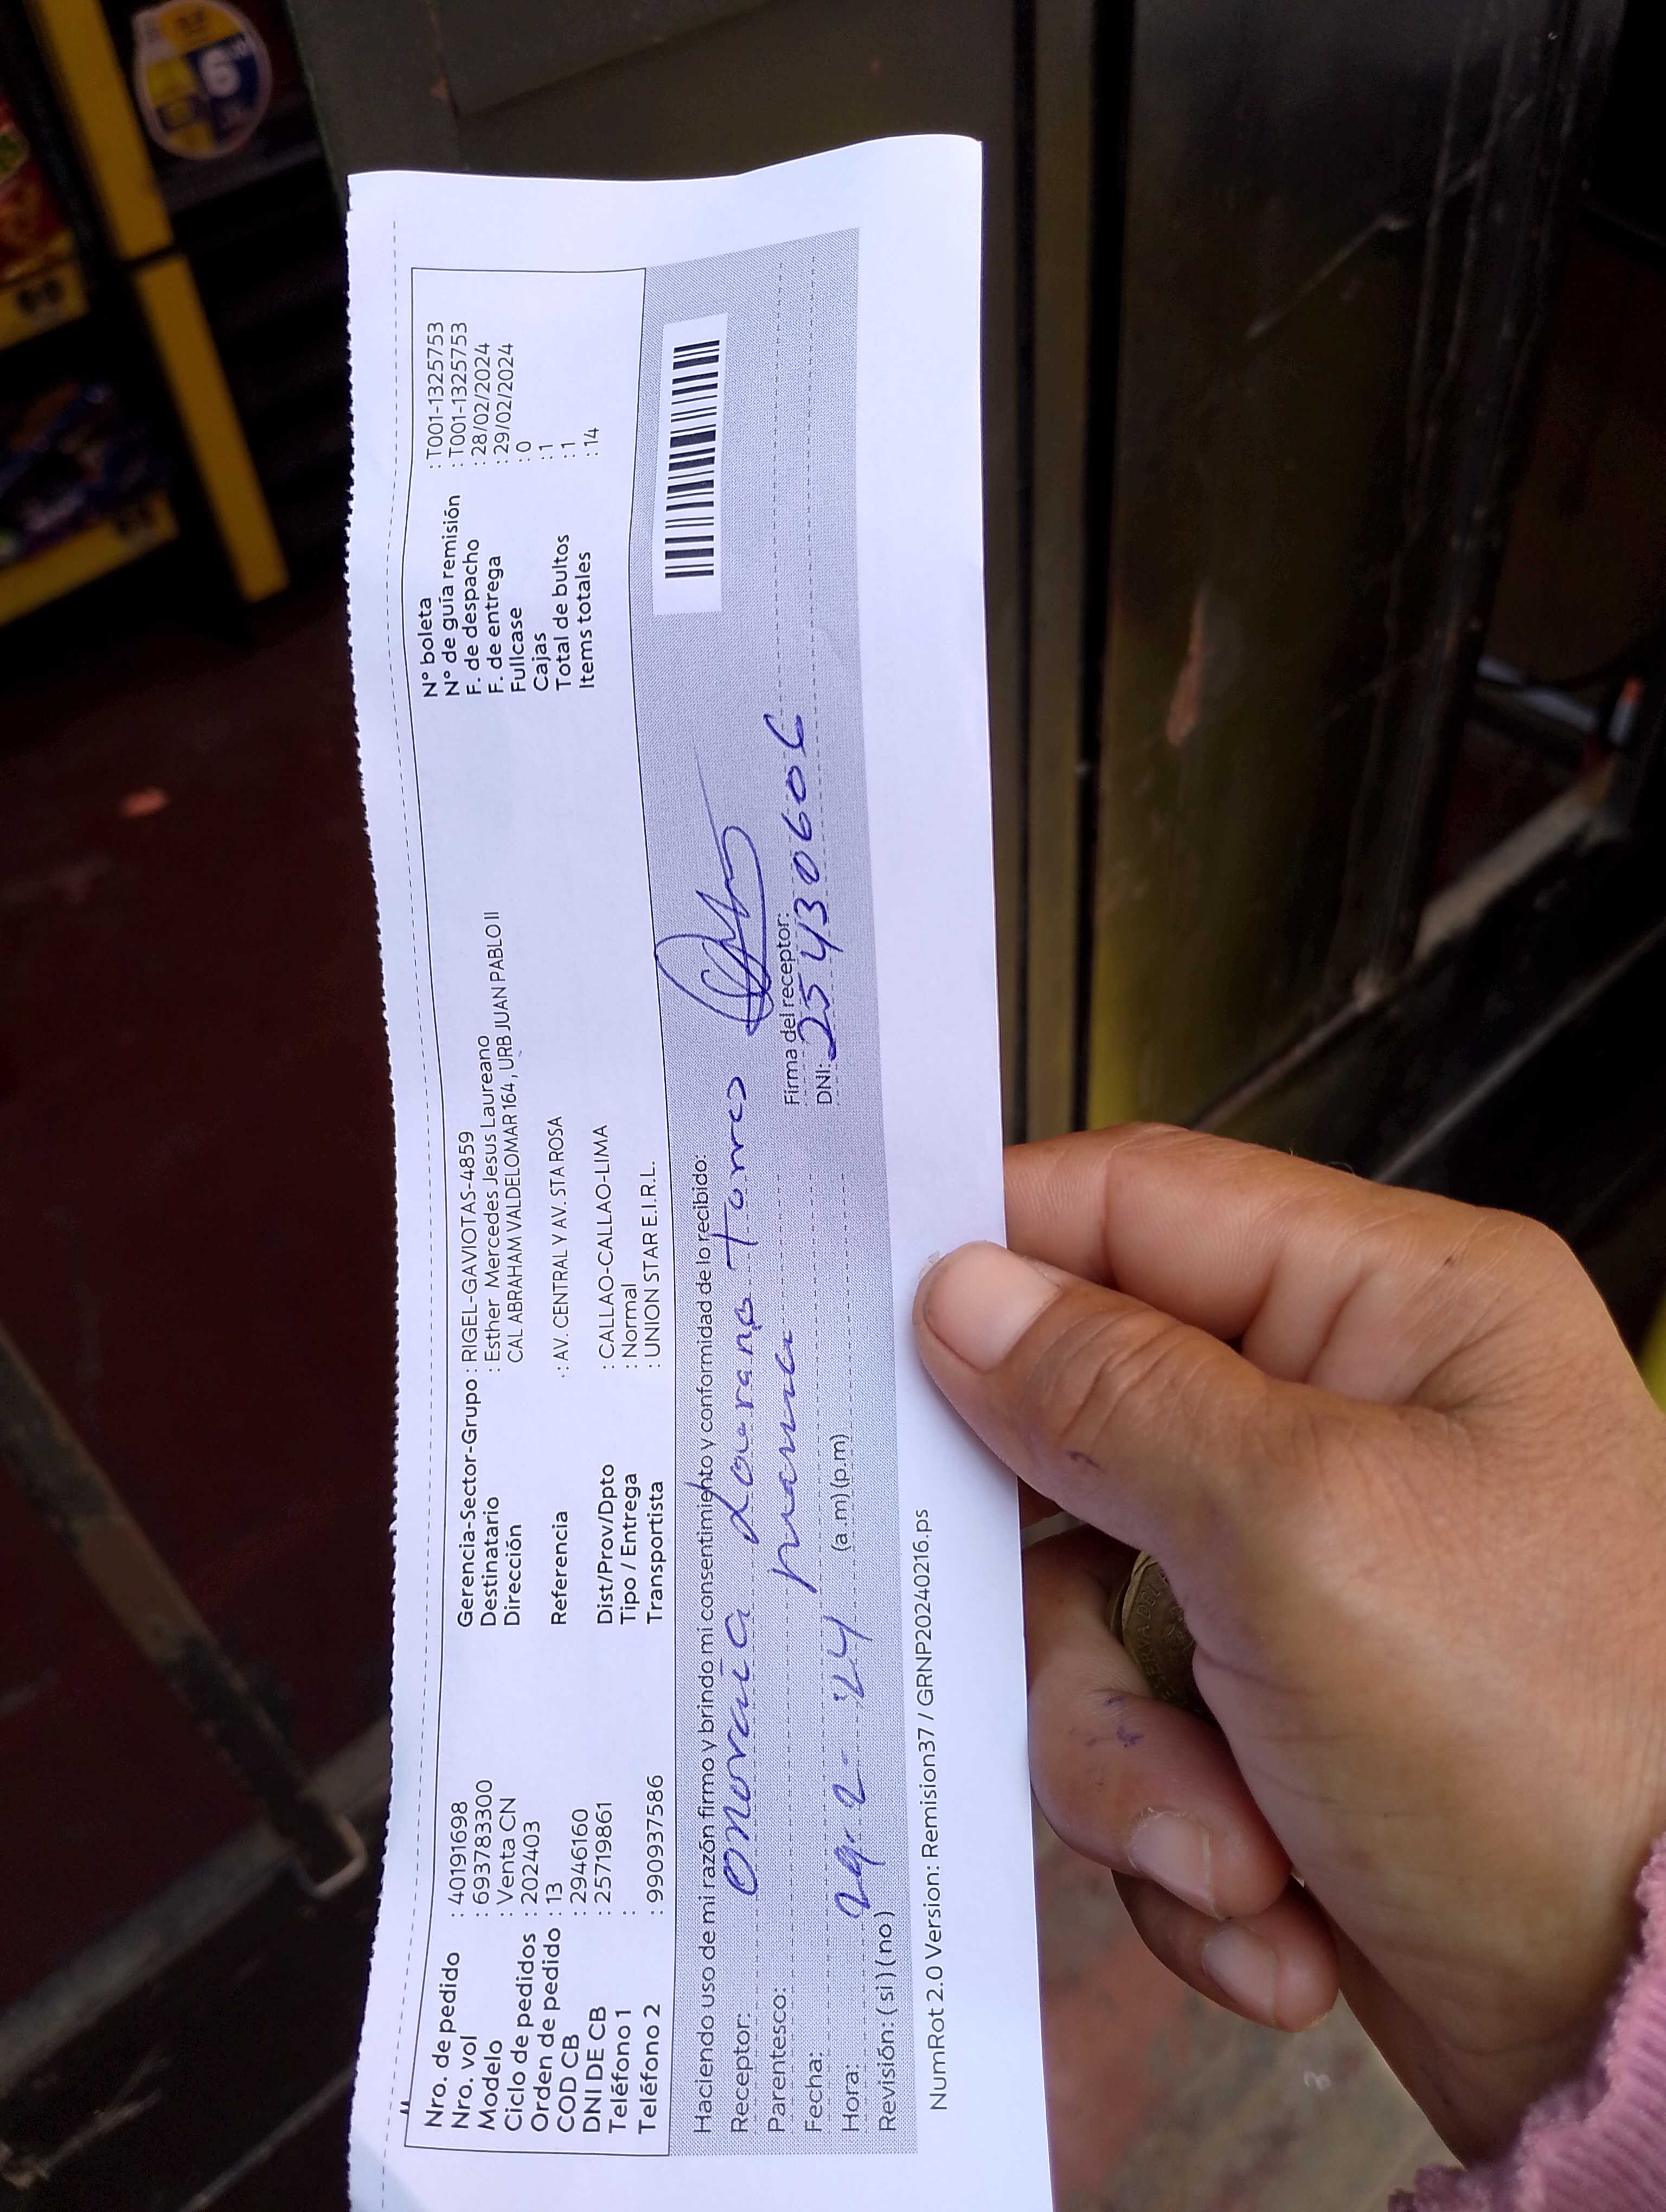 Nro. de pedido : 40191698
Nro. vol : 693783300
Modelo : Venta CN
Ciclo de pedidos : 202403
Orden de pedido : 13
COD CB : 2946160
DNI DE CB : 25719861
Teléfono 1 :
Teléfono 2 : 990937586
Gerencia-Sector-Grupo : RIGEL-GAVIOTAS-4859
Destinatario : Esther Mercedes Jesus Laureano
Dirección CAL ABRAHAM VALDELOMAR 164 , URB JUAN PABLO II
Referencia : AV. CENTRAL Y AV. STA ROSA
Dist/Prov/Dpto : CALLAO-CALLAO-LIMA
Tipo / Entrega : Normal
Transportista : UNION STAR E.I.R.L.
N° boleta : T001-1325753
N° de guía remisión : T001-1325753
F. de despacho : 28/02/2024
F. de entrega : 29/02/2024
Fullcase : 0
Cajas : 1
Total de bultos : 1
Items totales : 14
Haciendo uso de mi razón firmo y brindo mi consentimiento y conformidad de lo recibido:
Receptor:
Parentesco: mama
Fecha: 29. 2- 24
Hora: (a.m) (p.m)
Revisión: ( si ) ( no )
Firma del receptor:
DNI: 25430606
NumRot 2.0 Version: Remision37 / GRNP20240216.ps